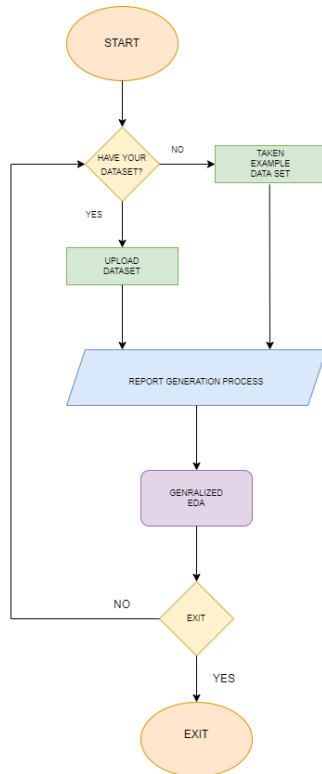 START
HAVE YOUR
DATASET?
NO
TAKEN
EXAMPLE
DATA SET
YES
UPLOAD
DATASET
REPORT GENERATION PROCESS
GENRALIZED
EDA
NO
EXIT
YES
EXIT